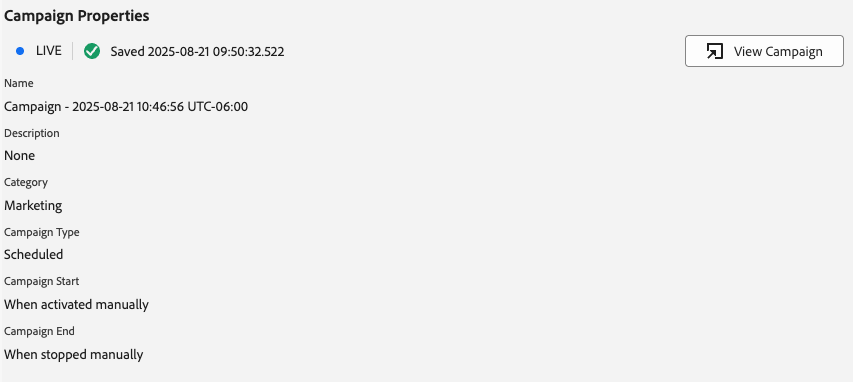 Campaign Properties
LIVE Saved 2025-08-21 09:50:32.522 View Campaign
Name
Campaign - 2025-08-21 10:46:56 UTC-06:00
Description
None
Category
Marketing
Campaign Type
Scheduled
Campaign Start
When activated manually
Campaign End
When stopped manually